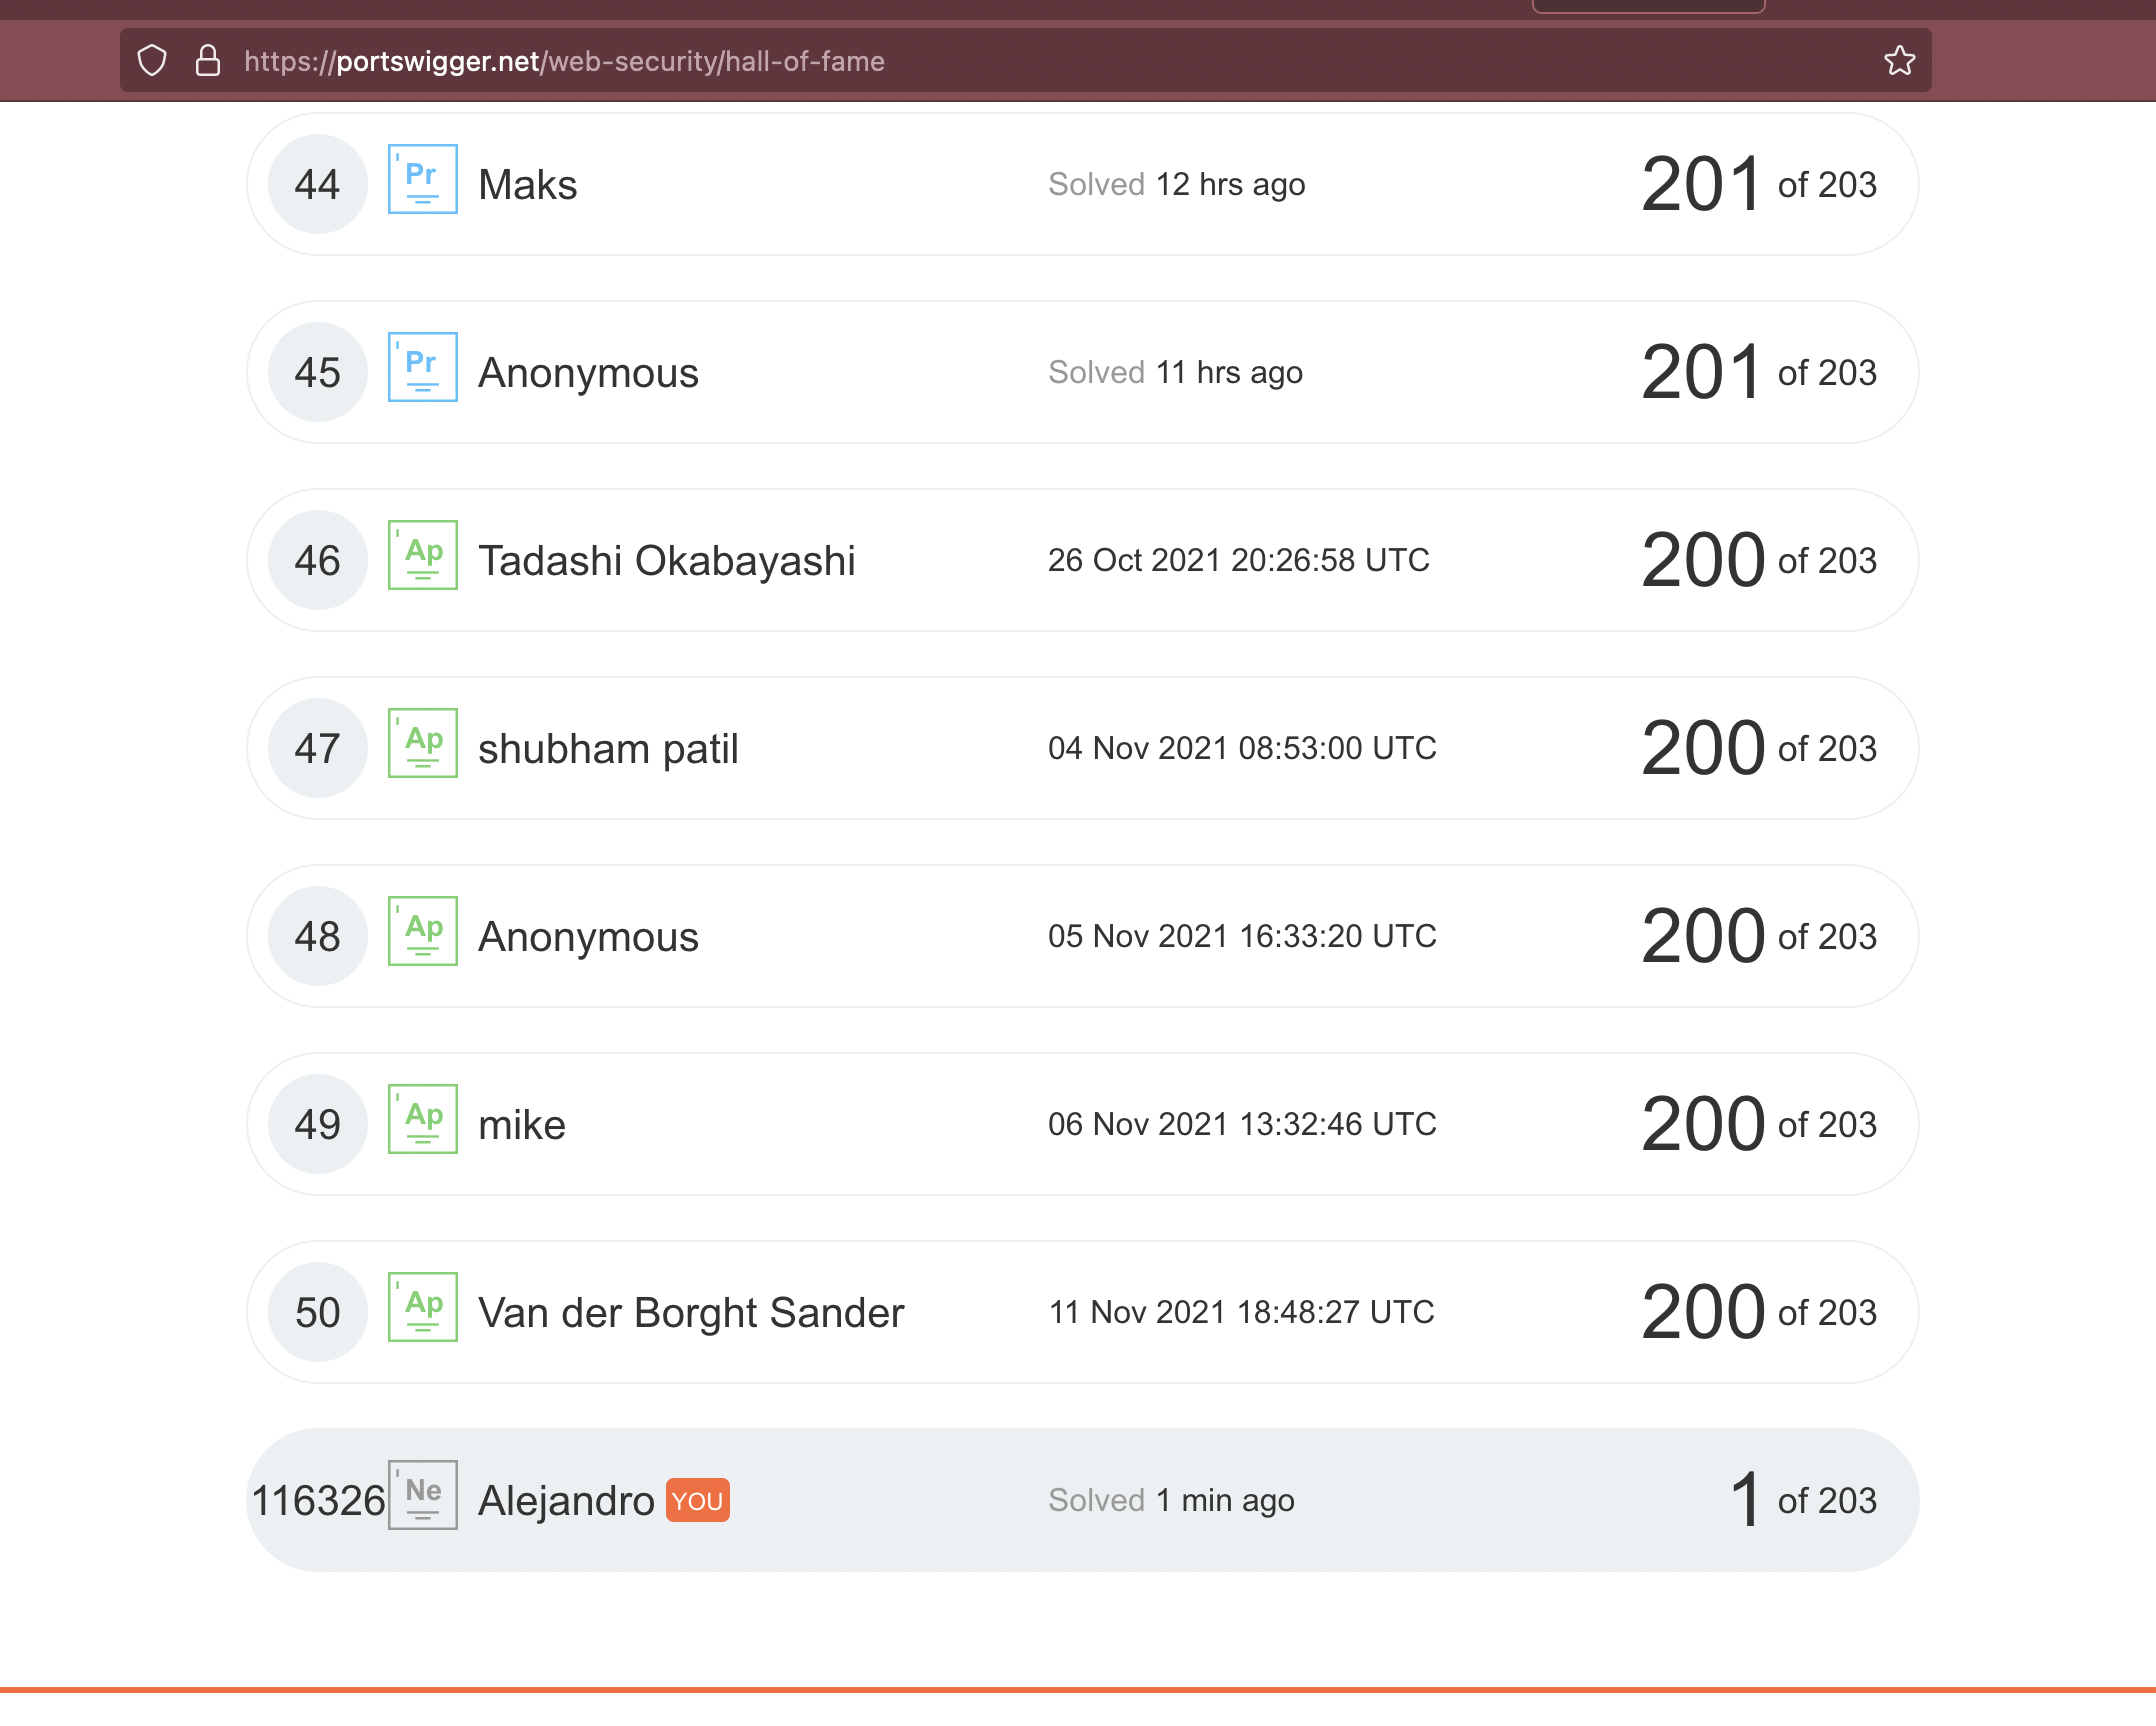 https://portswigger.net/web-security/hall-of-fame
44 Pr Maks Solved 12 hrs ago 201 of 203
45 Pr Anonymous Solved 11 hrs ago 201 of 203
46 Ap Tadashi Okabayashi 26 Oct 2021 20:26:58 UTC 200 of 203
47 Ap shubham patil 04 Nov 2021 08:53:00 UTC 200 of 203
48 Ap Anonymous 05 Nov 2021 16:33:20 UTC 200 of 203
49 Ap mike 06 Nov 2021 13:32:46 UTC 200 of 203
50 Ap Van der Borght Sander 11 Nov 2021 18:48:27 UTC 200 of 203
116326 Ne Alejandro YOU Solved 1 min ago 1 of 203